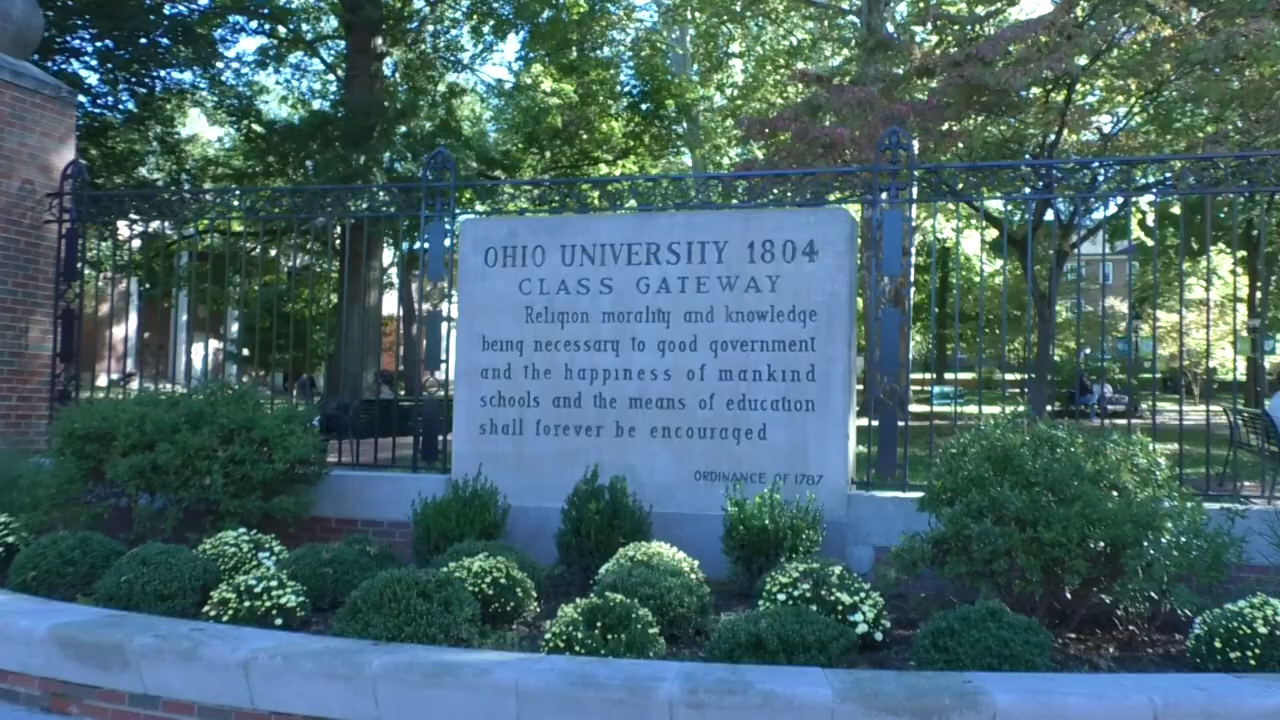 OHIO UNIVERSITY 1804
CLASS GATEWAY
Religion morality and knowledge
being necessary to good government
and the happiness of mankind
schools and the means of education
shall forever be encouraged
ORDINANCE OF 1787